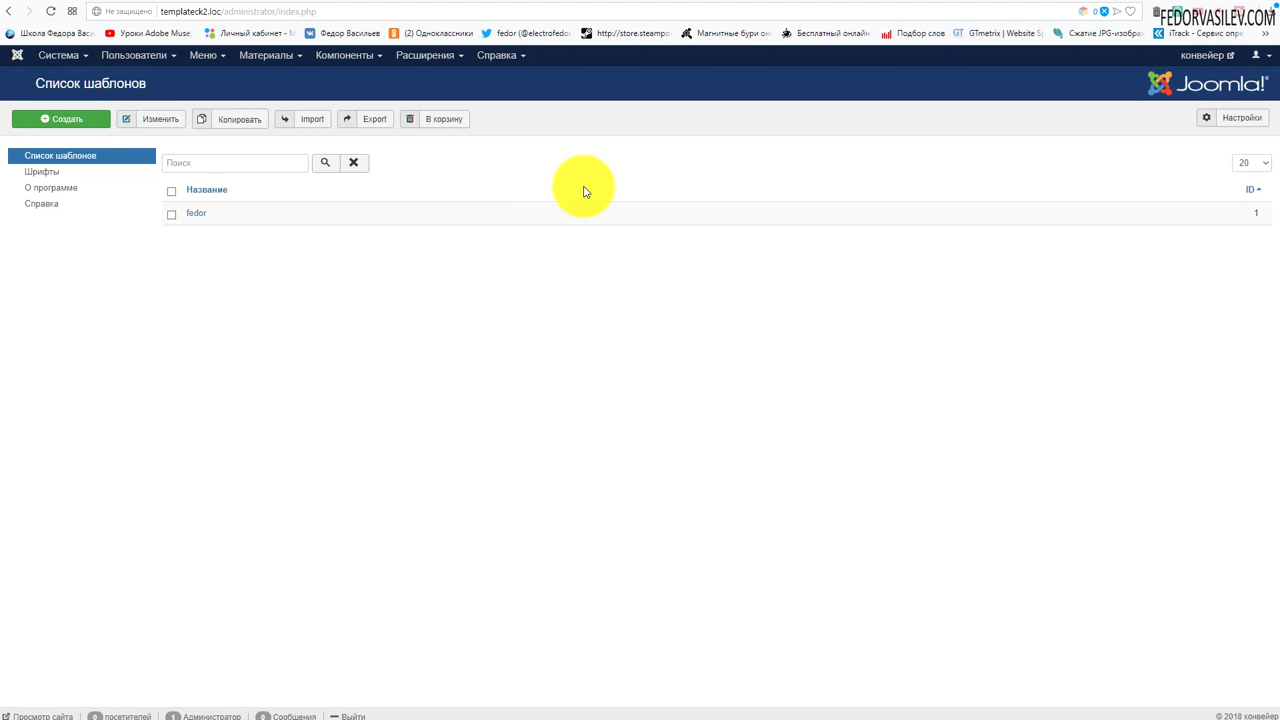 Не защищено templateck2.loc/administrator/index.php 0
FEDORVASILEV.COM
Школа Федора Васи. Уроки Adobe Muse, Личный кабинет - М Федор Васильев (2) Одноклассники fedor (@electrofedor http://store.steampo Магнитные бури он Бесплатный онлайн Подбор слов GTmetrix | Website Sp Сжатие JPG-изобра iTrack - Сервис опре »
Система Пользователи Меню Материалы Компоненты Расширения Справка конвейер
Список шаблонов Joomla!®
Создать Изменить Копировать Import Export В корзину Настройки
Список шаблонов
Шрифты
О программе
Справка
Поиск 20
Название ID
fedor 1
Просмотр сайта 0 посетителей 1 Администратор 0 Сообщения Выйти © 2018 конвейер